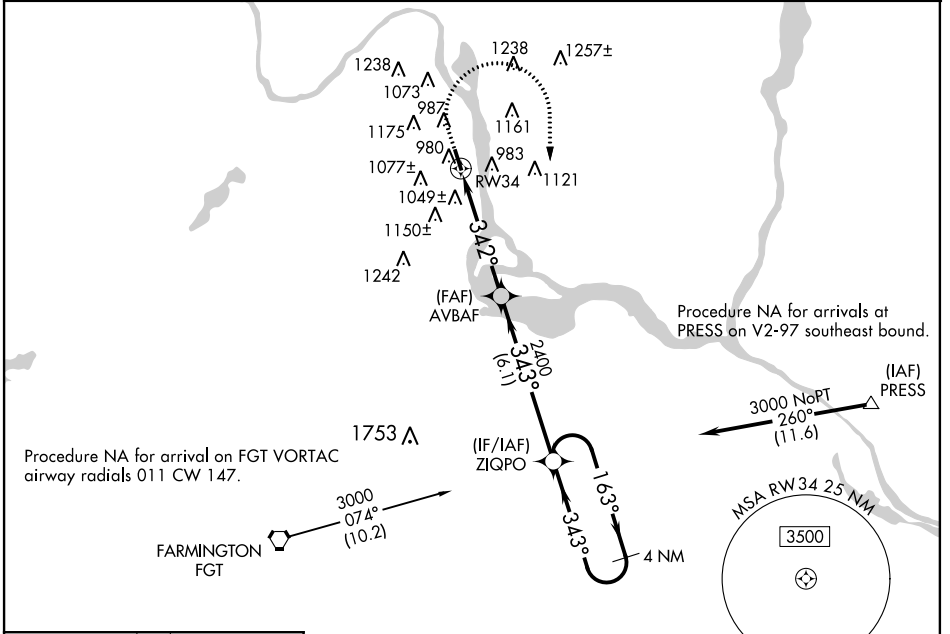 1238
1238
1257±
1073
987
1161
1175
980
983
1077±
RW34
1121
1049±
1150±
342°
1242
(FAF)
AVBAF
Procedure NA for arrivals at
PRESS on V2-97 southeast bound.
2400
343°
(6.1)
(IAF)
PRESS
3000 NoPT
260°
(11.6)
1753
(IF/IAF)
ZIQPO
Procedure NA for arrival on FGT VORTAC
airway radials 011 CW 147.
163°
343°
4 NM
3000
074°
(10.2)
FARMINGTON
FGT
MSA RW34 25 NM
3500